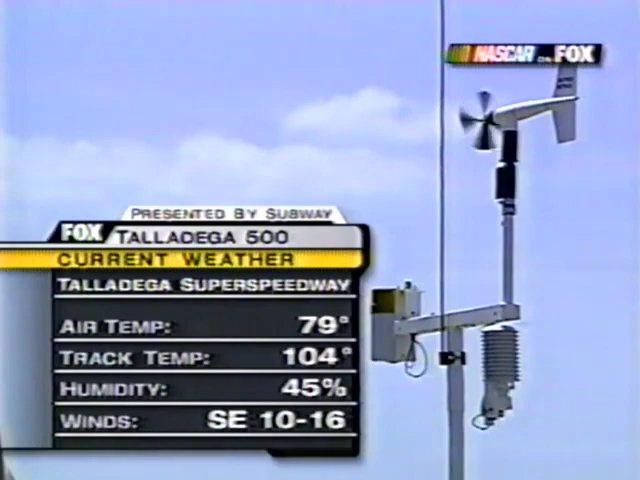 NASCAR ON FOX
PRESENTED BY SUBWAY
FOX TALLADEGA 500
CURRENT WEATHER
TALLADEGA SUPERSPEEDWAY
AIR TEMP: 79°
TRACK TEMP: 104°
HUMIDITY: 45%
WINDS: SE 10-16